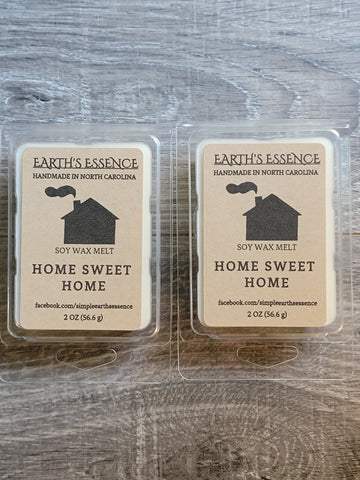 EARTH'S ESSENCE
HANDMADE IN NORTH CAROLINA
SOY WAX MELT
HOME SWEET
HOME
facebook.com/simpleearthsessence
2 OZ (56.6 g)
EARTH'S ESSENCE
HANDMADE IN NORTH CAROLINA
SOY WAX MELT
HOME SWEET
HOME
facebook.com/simpleearthsessence
2 OZ (56.6 g)